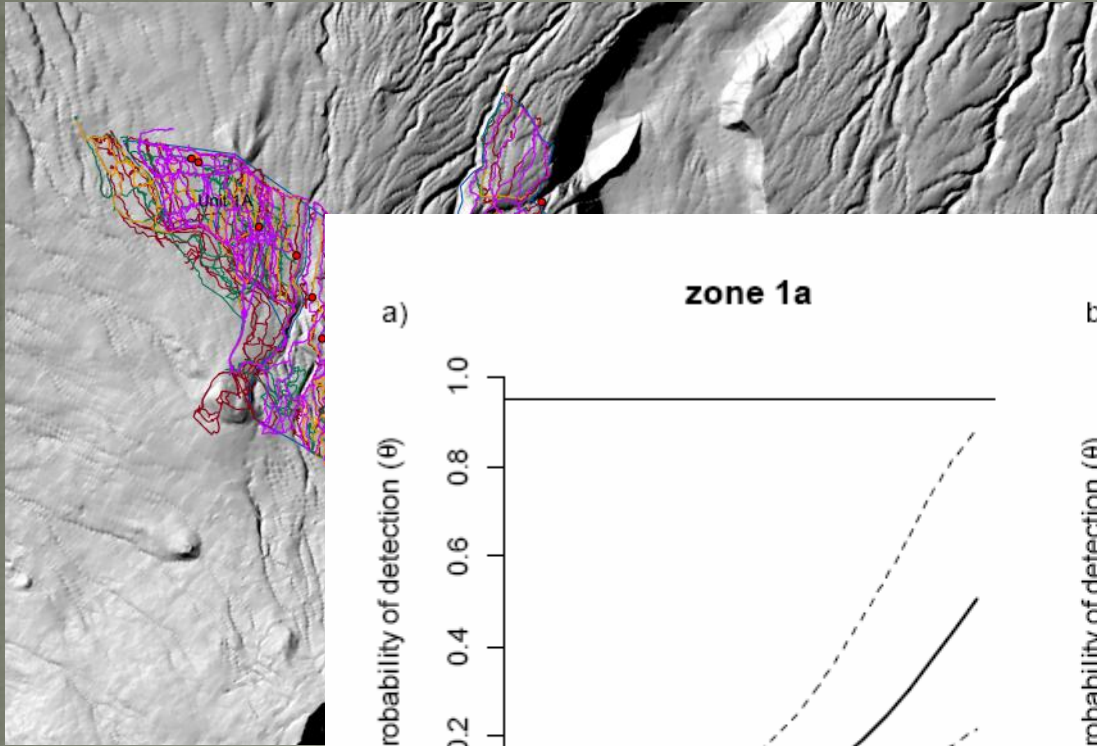 Unit 1A
zone 1a
a)
b
1.0
0.8
0.6
0.4
0.2
robability of detection (θ)
robability of detection (θ)